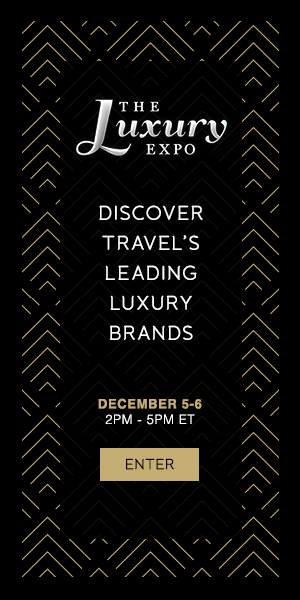 THE
Luxury
EXPO
DISCOVER
TRAVEL'S
LEADING
LUXURY
BRANDS
DECEMBER 5-6
2PM - 5PM ET
ENTER